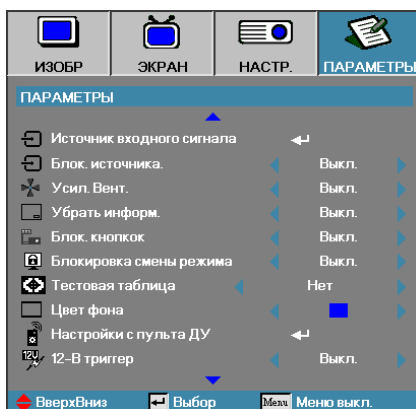 ИЗОБР ЭКРАН НАСТР. ПАРАМЕТРЫ
ПАРАМЕТРЫ
Источник входного сигнала
Блок. источника. Выкл.
Усил. Вент. Выкл.
Убрать информ. Выкл.
Блок. кнопкок Выкл.
Блокировка смены режима Выкл.
Тестовая таблица Нет
Цвет фона
Настройки с пульта ДУ
12V 12-В триггер Выкл.
ВверхВниз Выбор Menu Меню выкл.